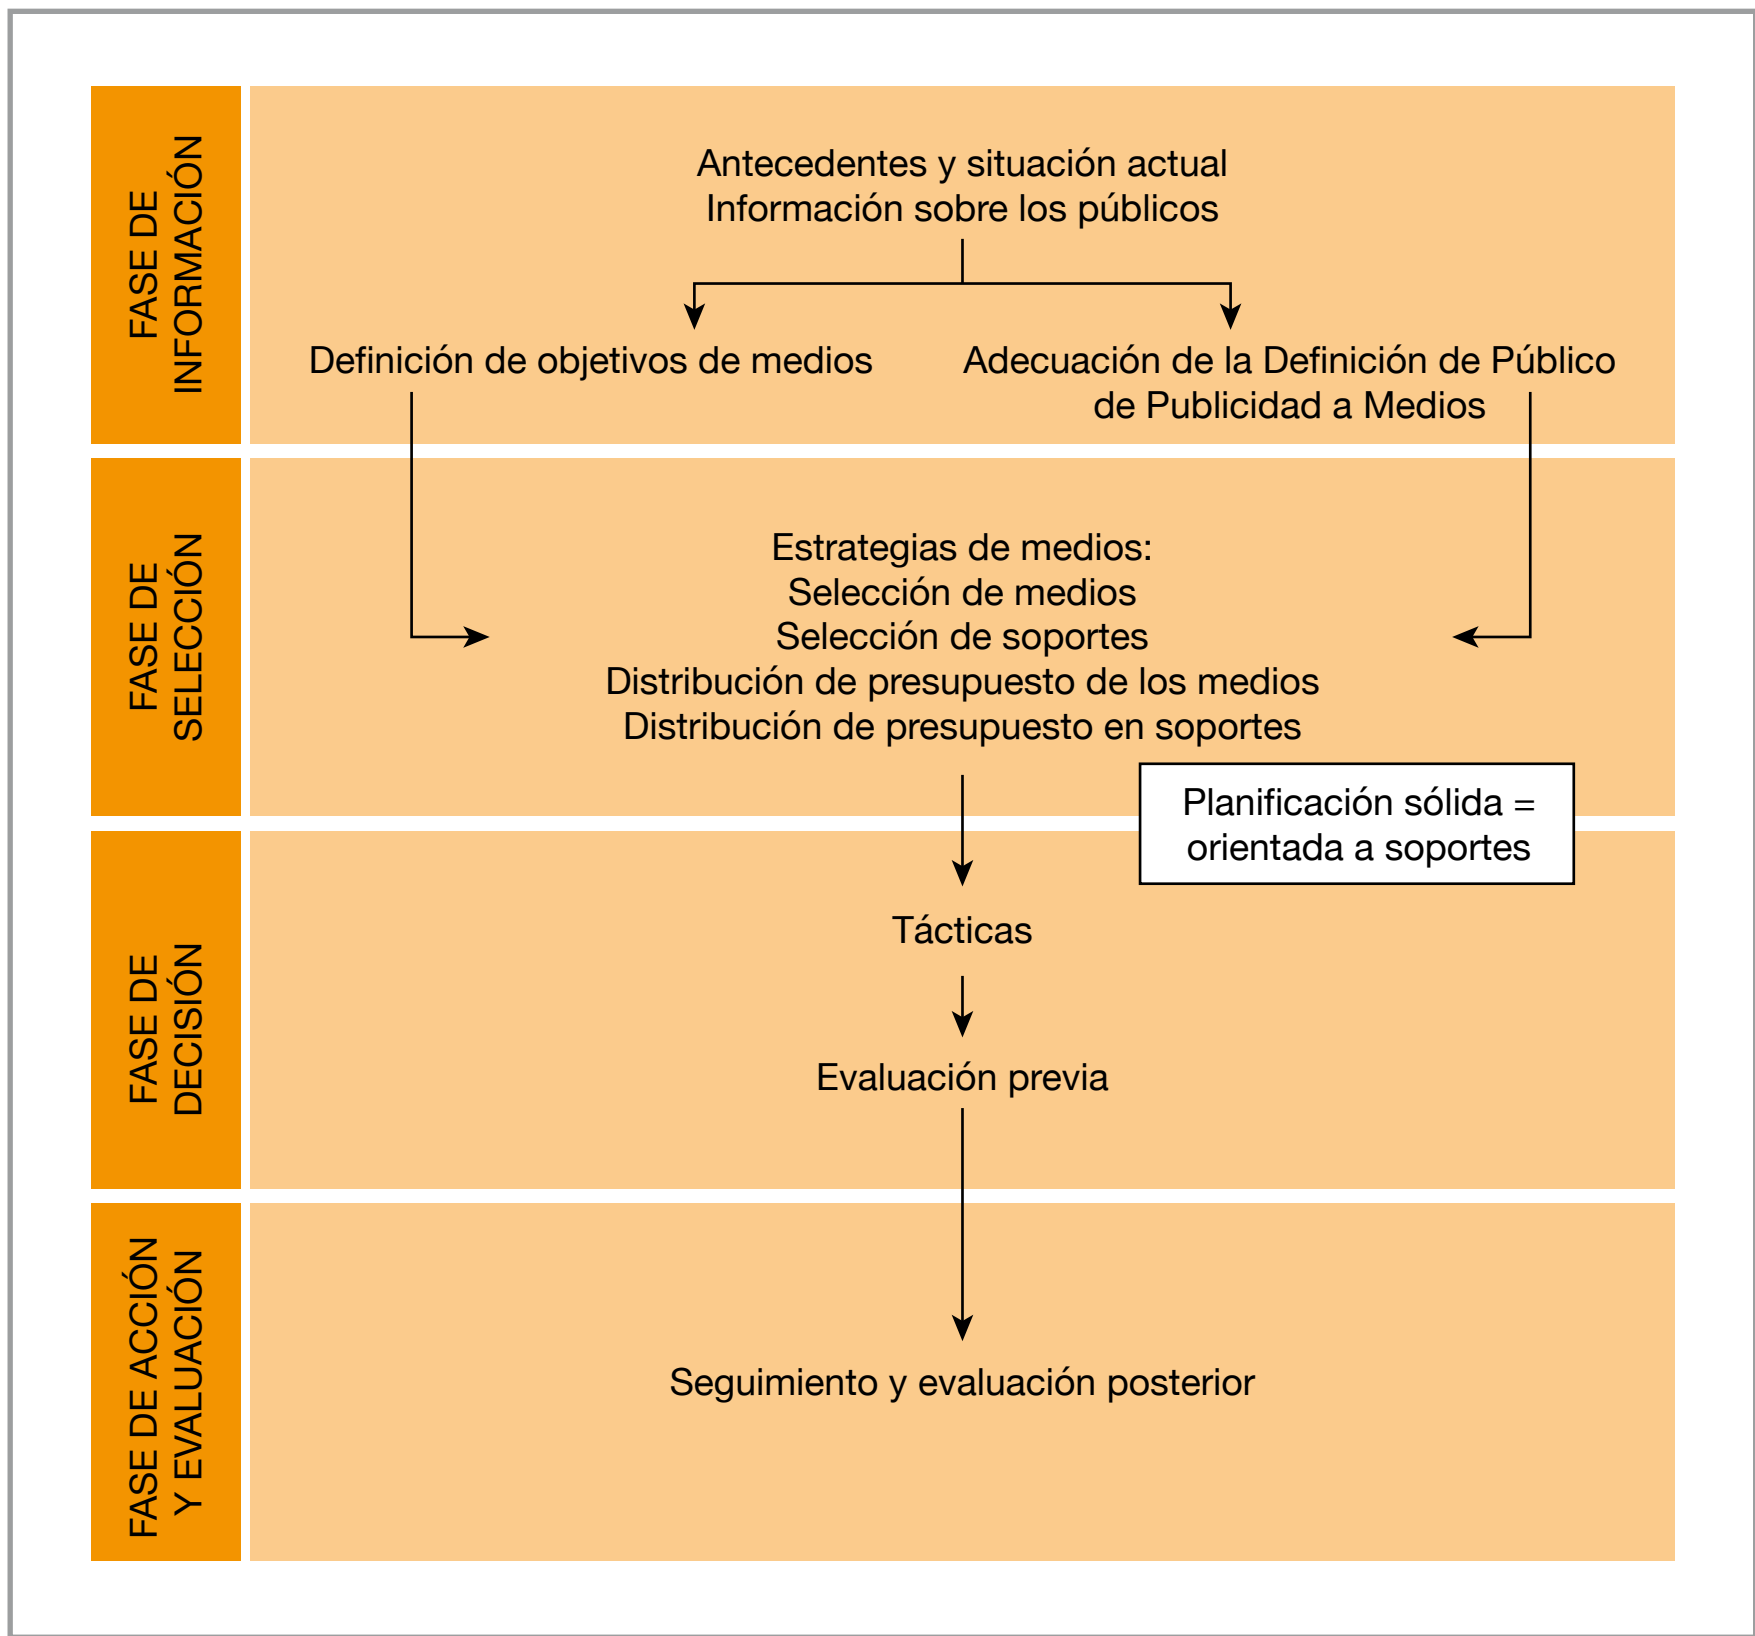 FASE DE
INFORMACIÓN
Antecedentes y situación actual
Información sobre los públicos
Definición de objetivos de medios
Adecuación de la Definición de Público
de Publicidad a Medios
FASE DE
SELECCIÓN
Estrategias de medios:
Selección de medios
Selección de soportes
Distribución de presupuesto de los medios
Distribución de presupuesto en soportes
Planificación sólida =
orientada a soportes
FASE DE
DECISIÓN
Tácticas
Evaluación previa
FASE DE ACCIÓN
Y EVALUACIÓN
Seguimiento y evaluación posterior